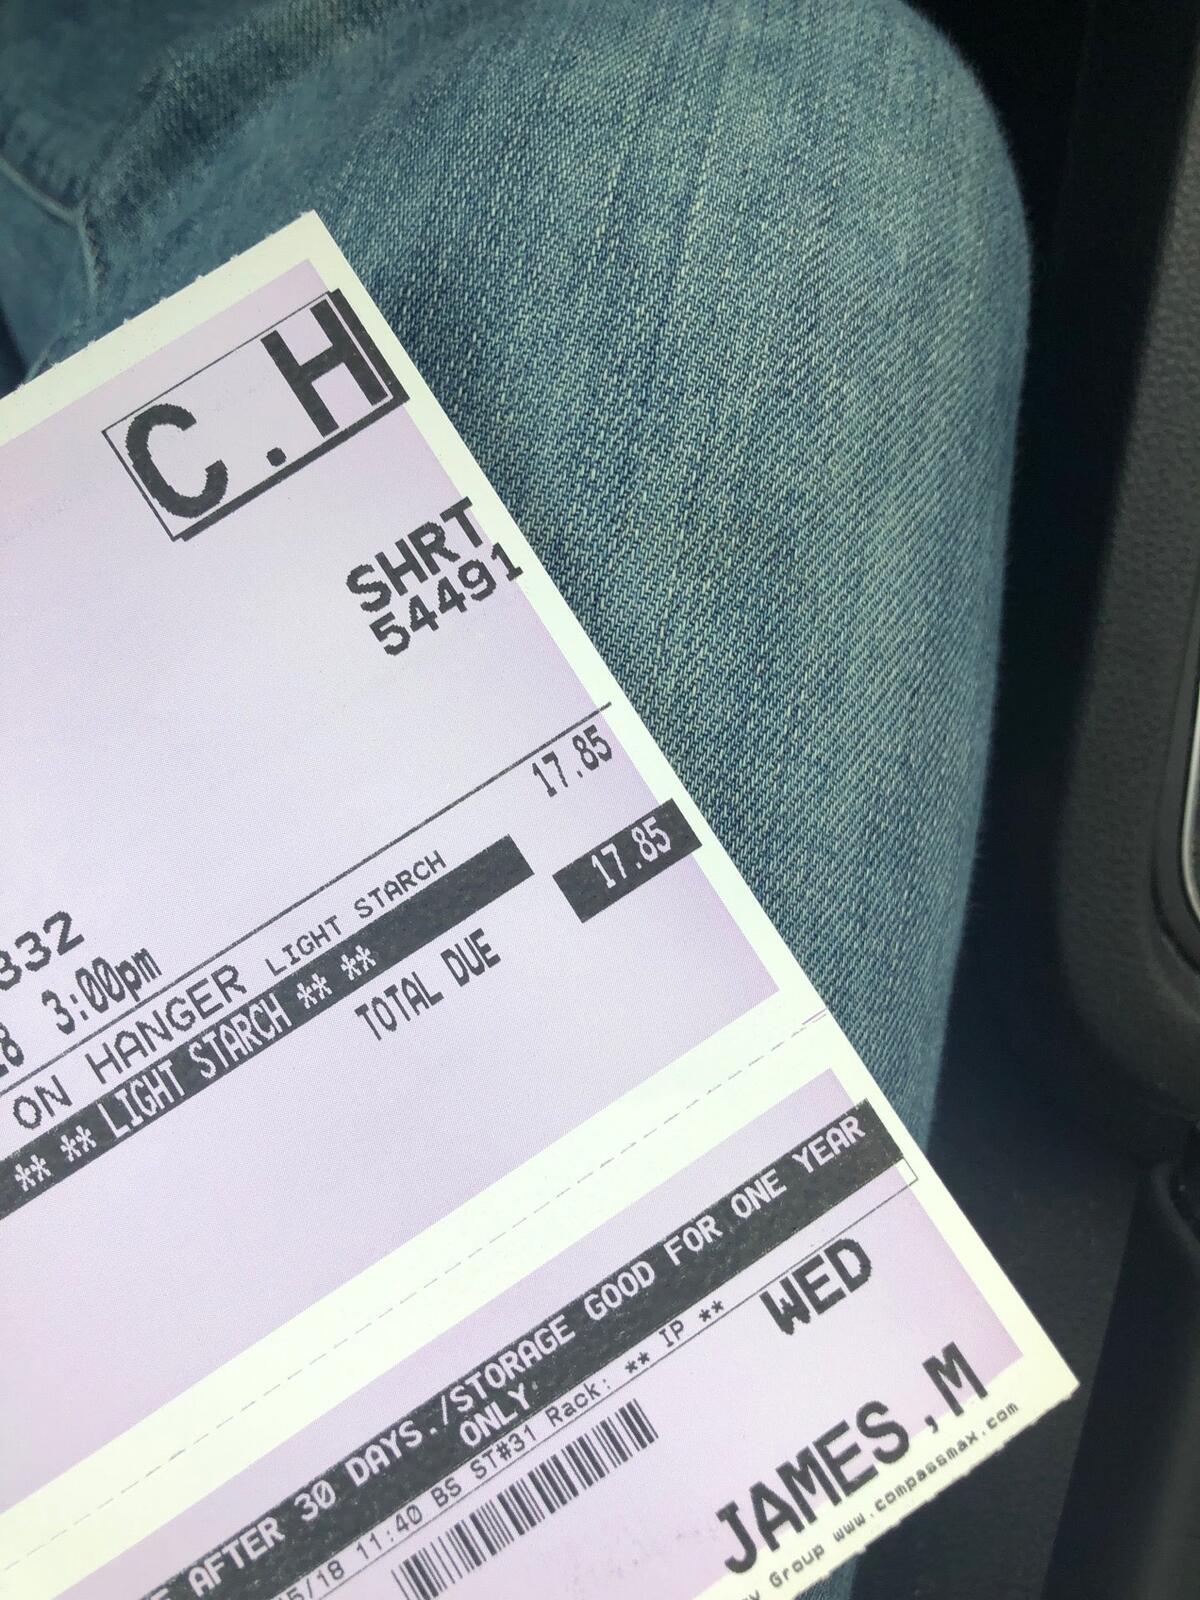 C.H
SHRT
54491
332
3:00pm
17.85
ON HANGER LIGHT STARCH
** ** LIGHT STARCH ** **
17.85
TOTAL DUE
AFTER 30 DAYS./STORAGE GOOD FOR ONE YEAR
ONLY
5/18 11:40 BS ST#31 Rack: ** IP **
WED
JAMES,M
Group www.compassmax.com